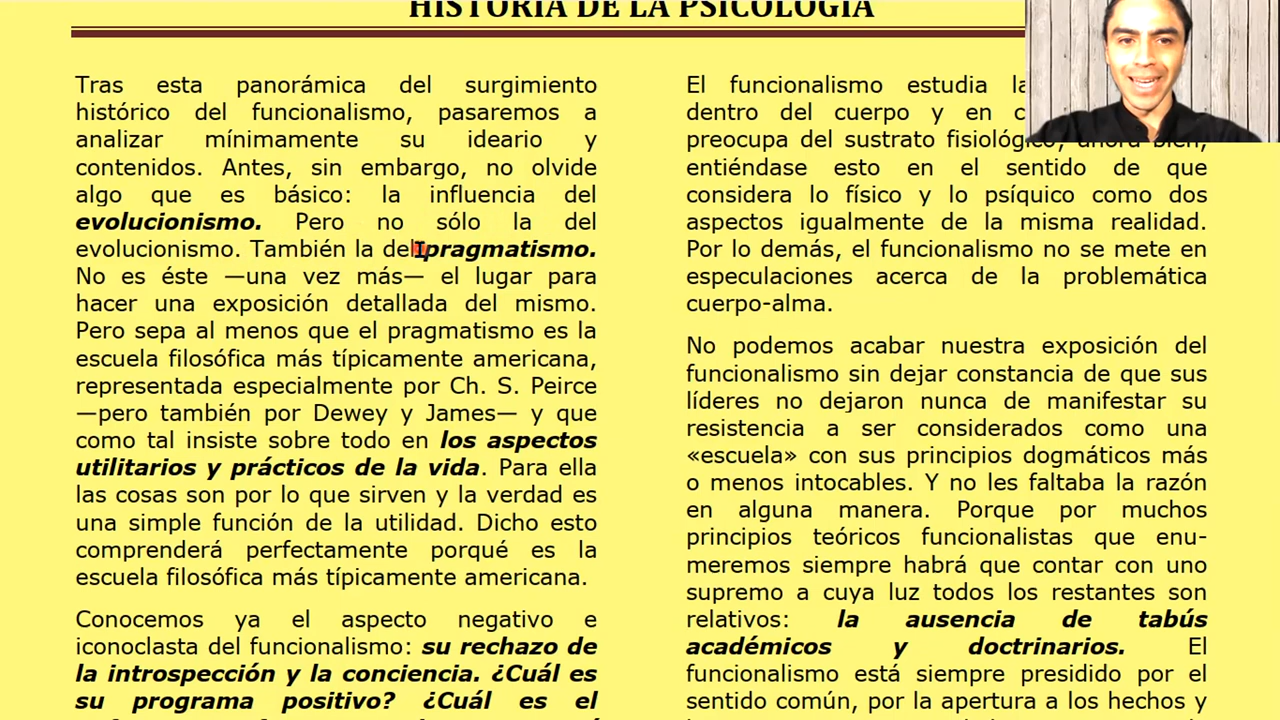 HISTORIA DE LA PSICOLOGÍA
Tras esta panorámica del surgimiento
histórico del funcionalismo, pasaremos a
analizar mínimamente su ideario y
contenidos. Antes, sin embargo, no olvide
algo que es básico: la influencia del
evolucionismo. Pero no sólo la del
evolucionismo. También la del pragmatismo.
No es éste —una vez más— el lugar para
hacer una exposición detallada del mismo.
Pero sepa al menos que el pragmatismo es la
escuela filosófica más típicamente americana,
representada especialmente por Ch. S. Peirce
—pero también por Dewey y James— y que
como tal insiste sobre todo en los aspectos
utilitarios y prácticos de la vida. Para ella
las cosas son por lo que sirven y la verdad es
una simple función de la utilidad. Dicho esto
comprenderá perfectamente porqué es la
escuela filosófica más típicamente americana.
Conocemos ya el aspecto negativo e
iconoclasta del funcionalismo: su rechazo de
la introspección y la conciencia. ¿Cuál es
su programa positivo? ¿Cuál es el
El funcionalismo estudia
dentro del cuerpo y en
preocupa del sustrato fisiológico; ahora bien,
entiéndase esto en el sentido de que
considera lo físico y lo psíquico como dos
aspectos igualmente de la misma realidad.
Por lo demás, el funcionalismo no se mete en
especulaciones acerca de la problemática
cuerpo-alma.
No podemos acabar nuestra exposición del
funcionalismo sin dejar constancia de que sus
líderes no dejaron nunca de manifestar su
resistencia a ser considerados como una
«escuela» con sus principios dogmáticos más
o menos intocables. Y no les faltaba la razón
en alguna manera. Porque por muchos
principios teóricos funcionalistas que enu-
meremos siempre habrá que contar con uno
supremo a cuya luz todos los restantes son
relativos: la ausencia de tabús
académicos y doctrinarios. El
funcionalismo está siempre presidido por el
sentido común, por la apertura a los hechos y